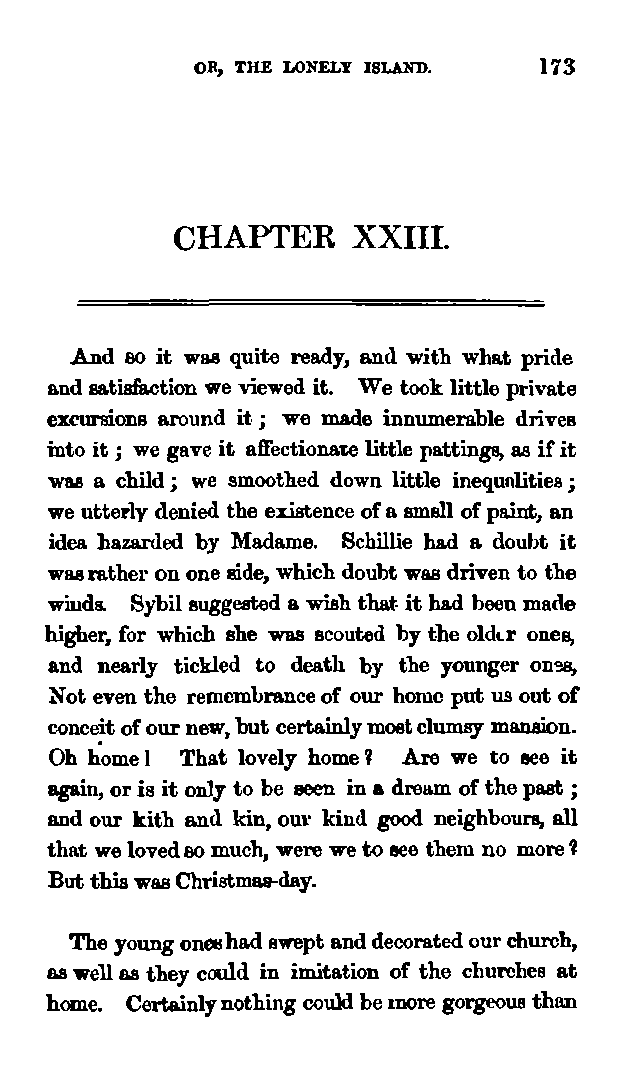 OR, THE LONELY ISLAND. 173
CHAPTER XXIII.
And so it was quite ready, and with what pride
and satisfaction we viewed it. We took little private
excursions around it ; we made innumerable drives
into it ; we gave it affectionate little pattings, as if it
was a child ; we smoothed down little inequalities ;
we utterly denied the existence of a small of paint, an
idea hazarded by Madame. Schillie had a doubt it
was rather on one side, which doubt was driven to the
winds. Sybil suggested a wish that it had been made
higher, for which she was scouted by the older ones,
and nearly tickled to death by the younger ones,
Not even the remembrance of our home put us out of
conceit of our new, but certainly most clumsy mansion.
Oh home! That lovely home? Are we to see it
again, or is it only to be seen in a dream of the past ;
and our kith and kin, our kind good neighbours, all
that we loved so much, were we to see them no more?
But this was Christmas-day.
The young ones had swept and decorated our church,
as well as they could in imitation of the churches at
home. Certainly nothing could be more gorgeous than